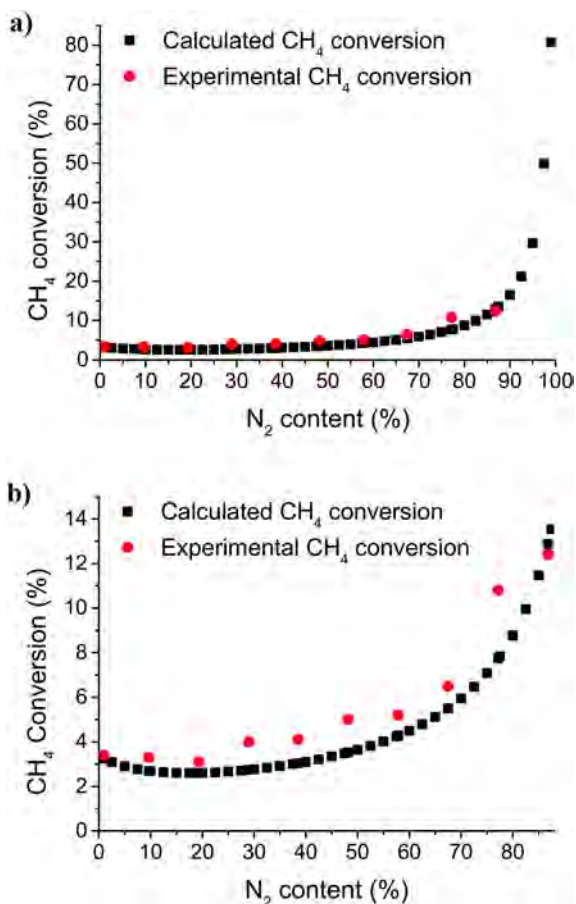 a)
80
70
60
50
40
30
20
10
0
CH₄ conversion (%)
■ Calculated CH₄ conversion
● Experimental CH₄ conversion
0 10 20 30 40 50 60 70 80 90 100
N₂ content (%)
b)
14
12
10
8
6
4
2
0
CH₄ Conversion (%)
■ Calculated CH₄ conversion
● Experimental CH₄ conversion
0 10 20 30 40 50 60 70 80
N₂ content (%)